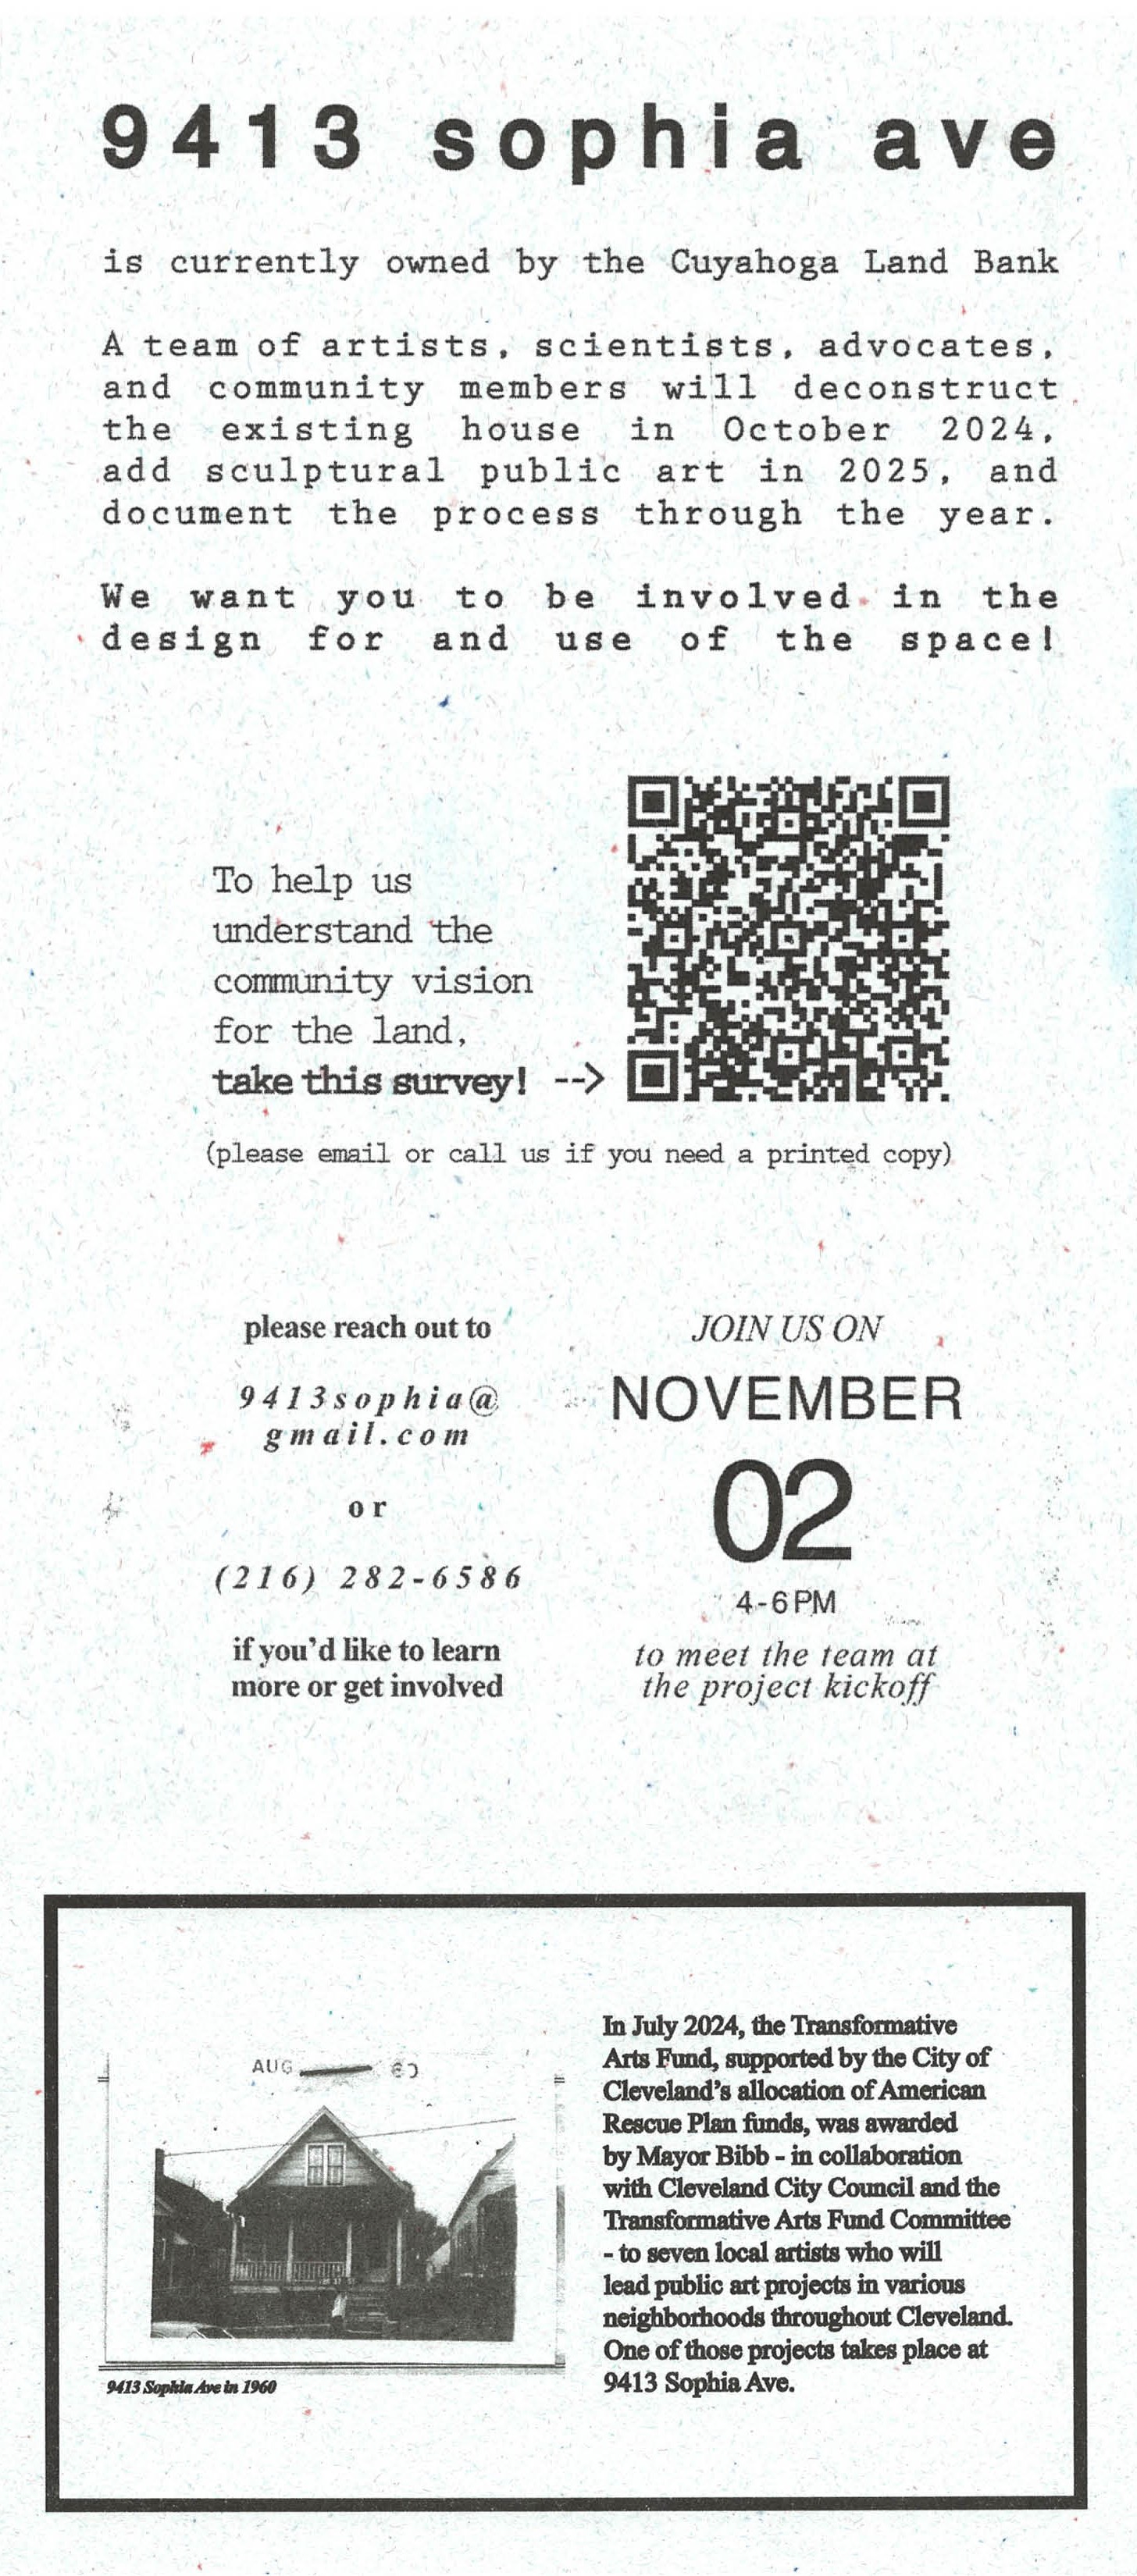 9413 sophia ave
is currently owned by the Cuyahoga Land Bank
A team of artists, scientists, advocates,
and community members will deconstruct
the existing house in October 2024,
add sculptural public art in 2025, and
document the process through the year.
We want you to be involved in the
design for and use of the space!
To help us
understand the
community vision
for the land,
take this survey! -->
(please email or call us if you need a printed copy)
please reach out to
9413sophia@
gmail.com
or
(216) 282-6586
if you'd like to learn
more or get involved
JOIN US ON
NOVEMBER
02
4-6PM
to meet the team at
the project kickoff
AUG 60
9413 Sophia Ave in 1960
In July 2024, the Transformative
Arts Fund, supported by the City of
Cleveland's allocation of American
Rescue Plan funds, was awarded
by Mayor Bibb - in collaboration
with Cleveland City Council and the
Transformative Arts Fund Committee
- to seven local artists who will
lead public art projects in various
neighborhoods throughout Cleveland.
One of those projects takes place at
9413 Sophia Ave.